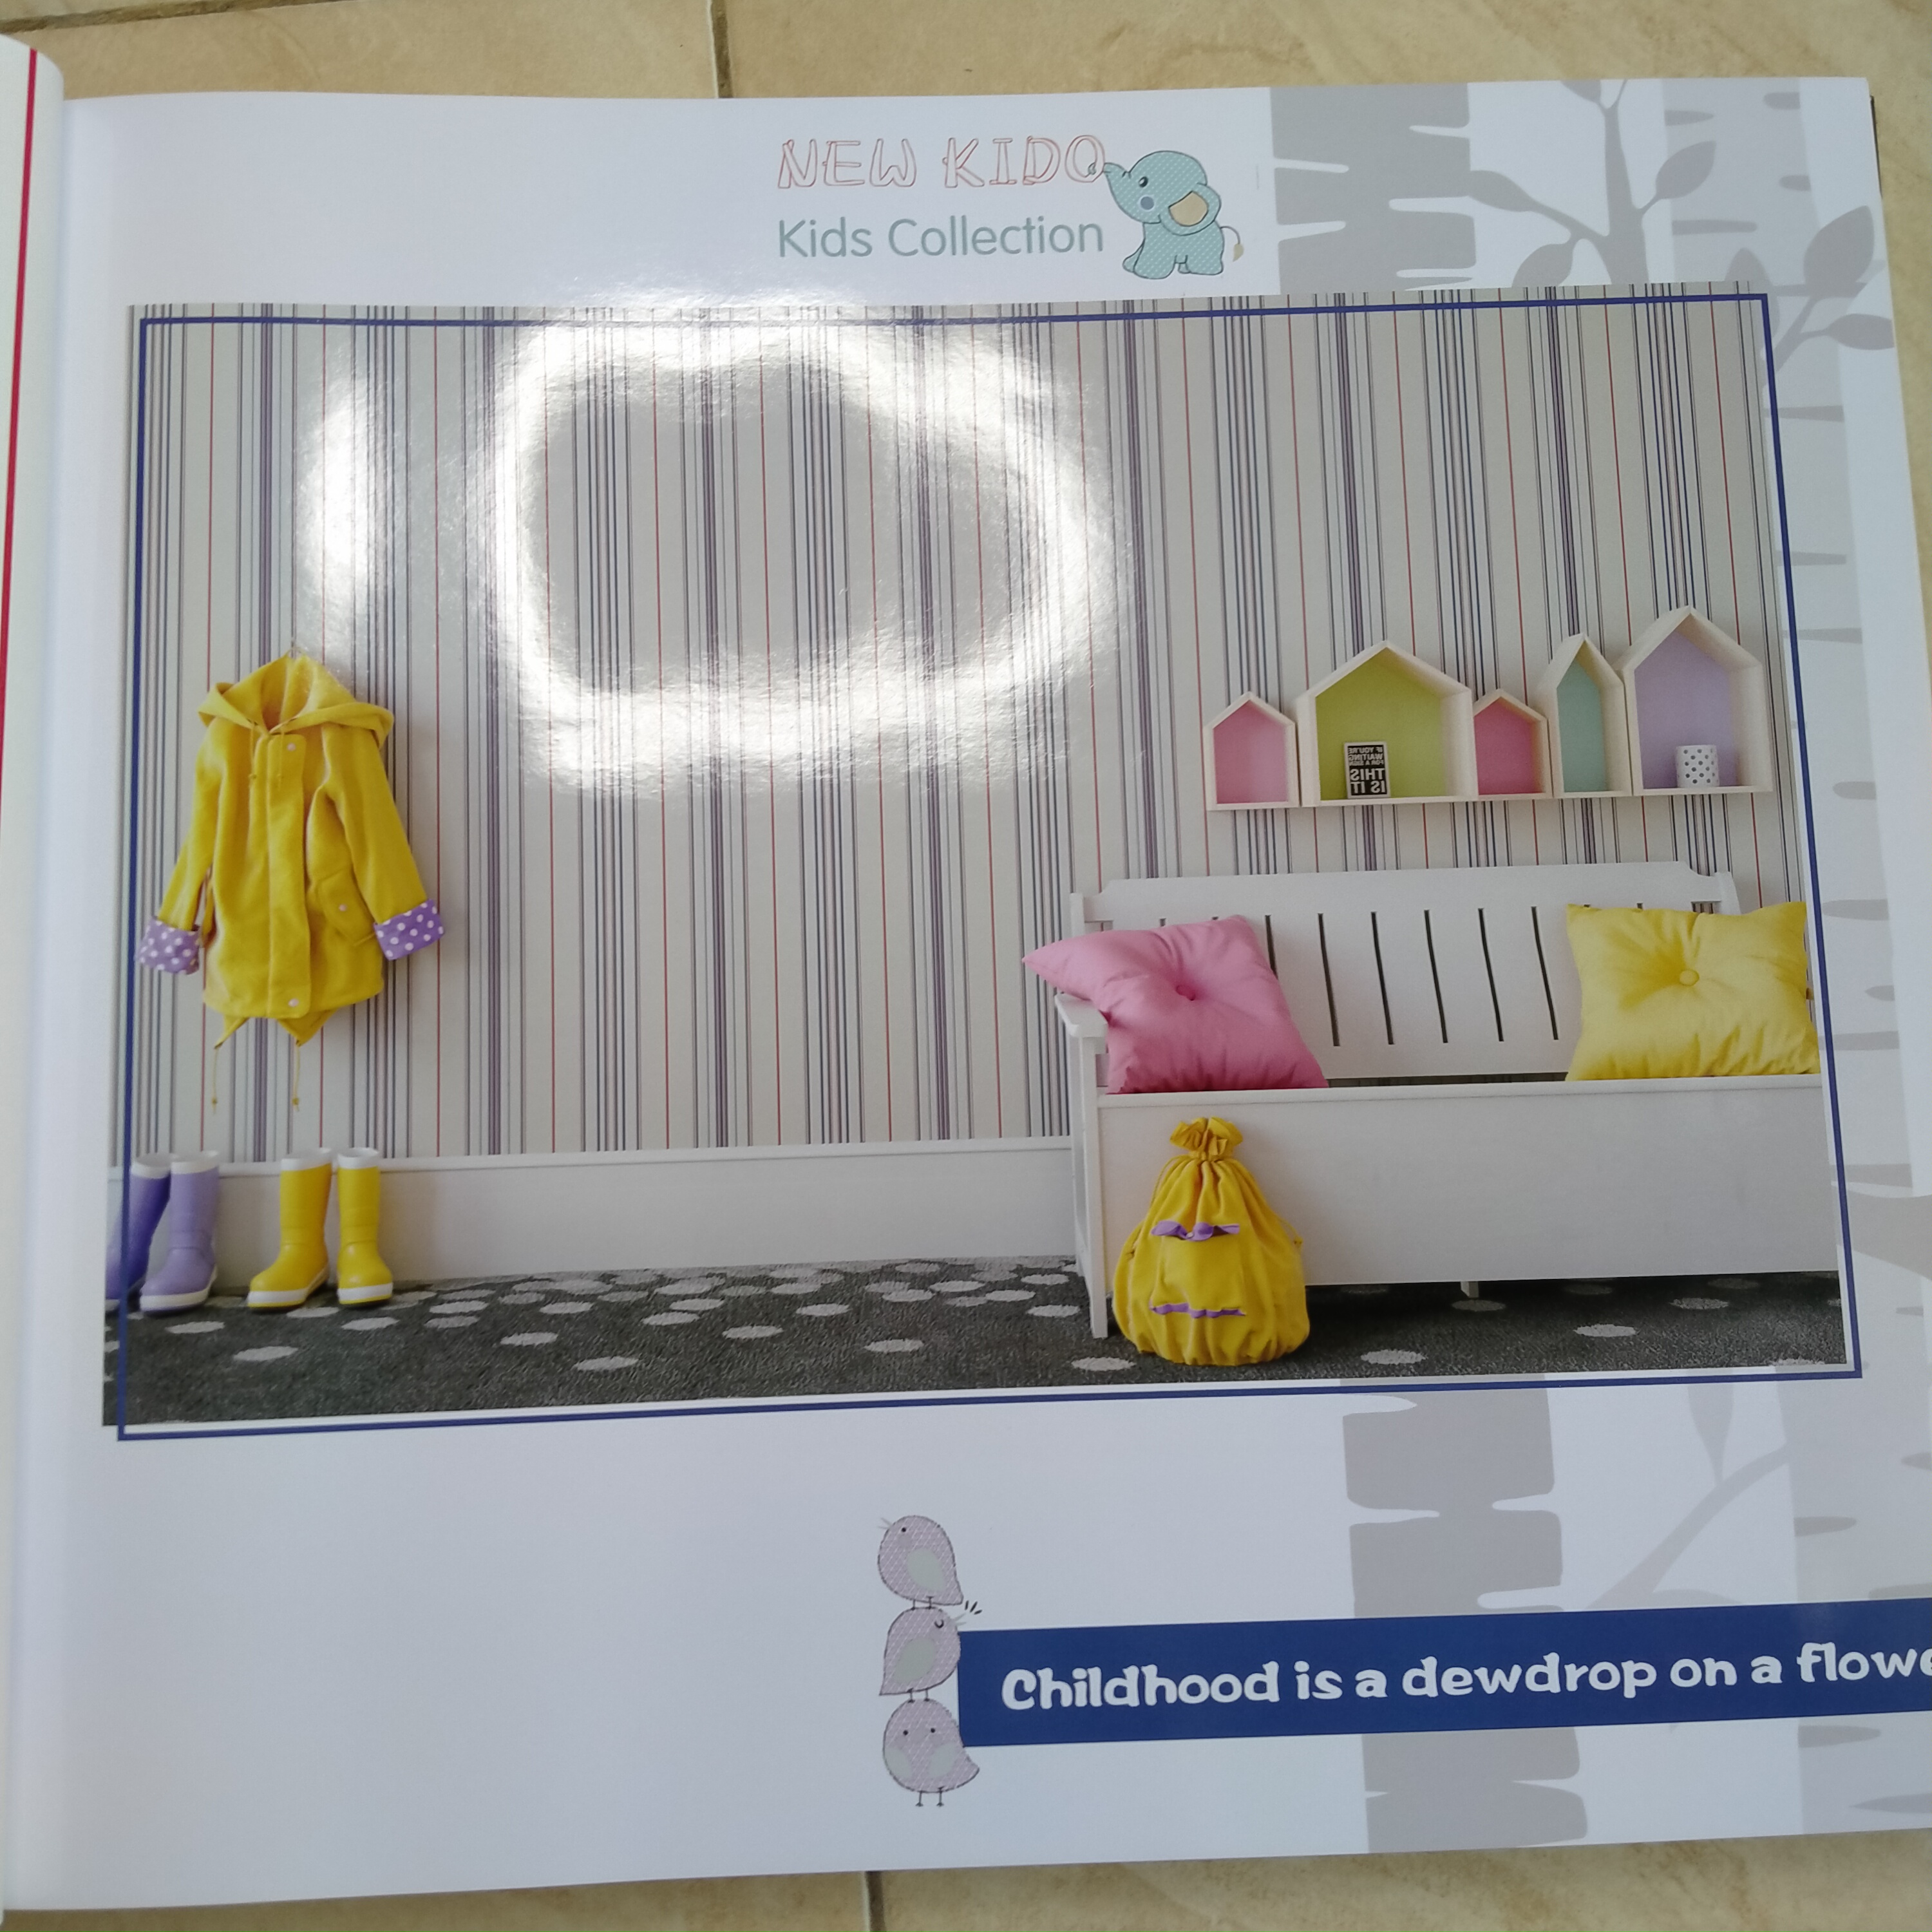 NEW KIDO
Kids Collection
IF YOU'RE
WAITING
FOR A SIGN
THIS
IS IT
Childhood is a dewdrop on a flowe